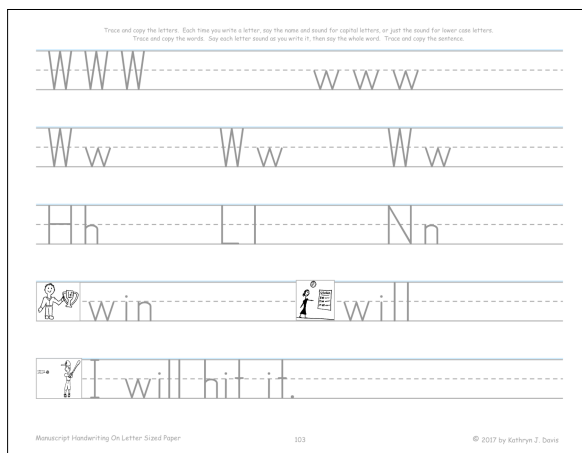 Trace and copy the letters. Each time you write a letter, say the name and sound for capital letters, or just the sound for lower case letters.
Trace and copy the words. Say each letter sound as you write it, then say the whole word. Trace and copy the sentence.
W W W w w w
W w W w W w
H h L l N n
win will
I will hit it.
Manuscript Handwriting On Letter Sized Paper 103 © 2017 by Kathryn J. Davis